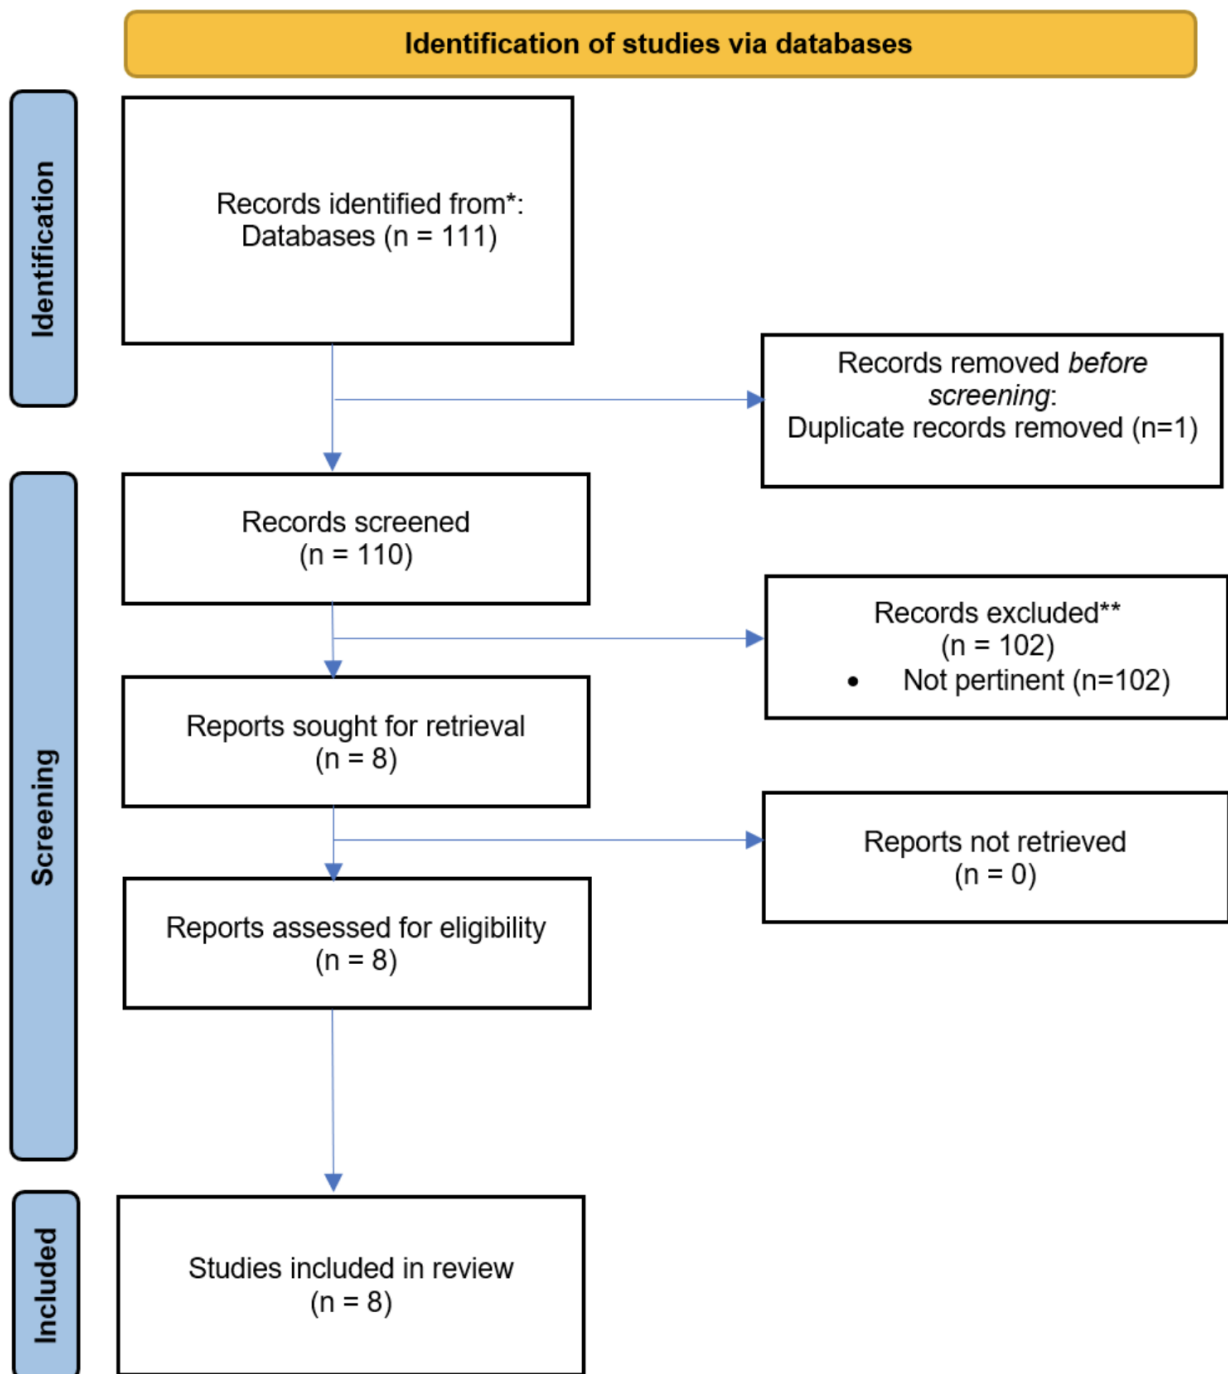 Identification of studies via databases
Identification
Records identified from*:
Databases (n = 111)
Records removed before
screening:
Duplicate records removed (n=1)
Screening
Records screened
(n = 110)
Records excluded**
(n = 102)
• Not pertinent (n=102)
Reports sought for retrieval
(n = 8)
Reports not retrieved
(n = 0)
Reports assessed for eligibility
(n = 8)
Included
Studies included in review
(n = 8)